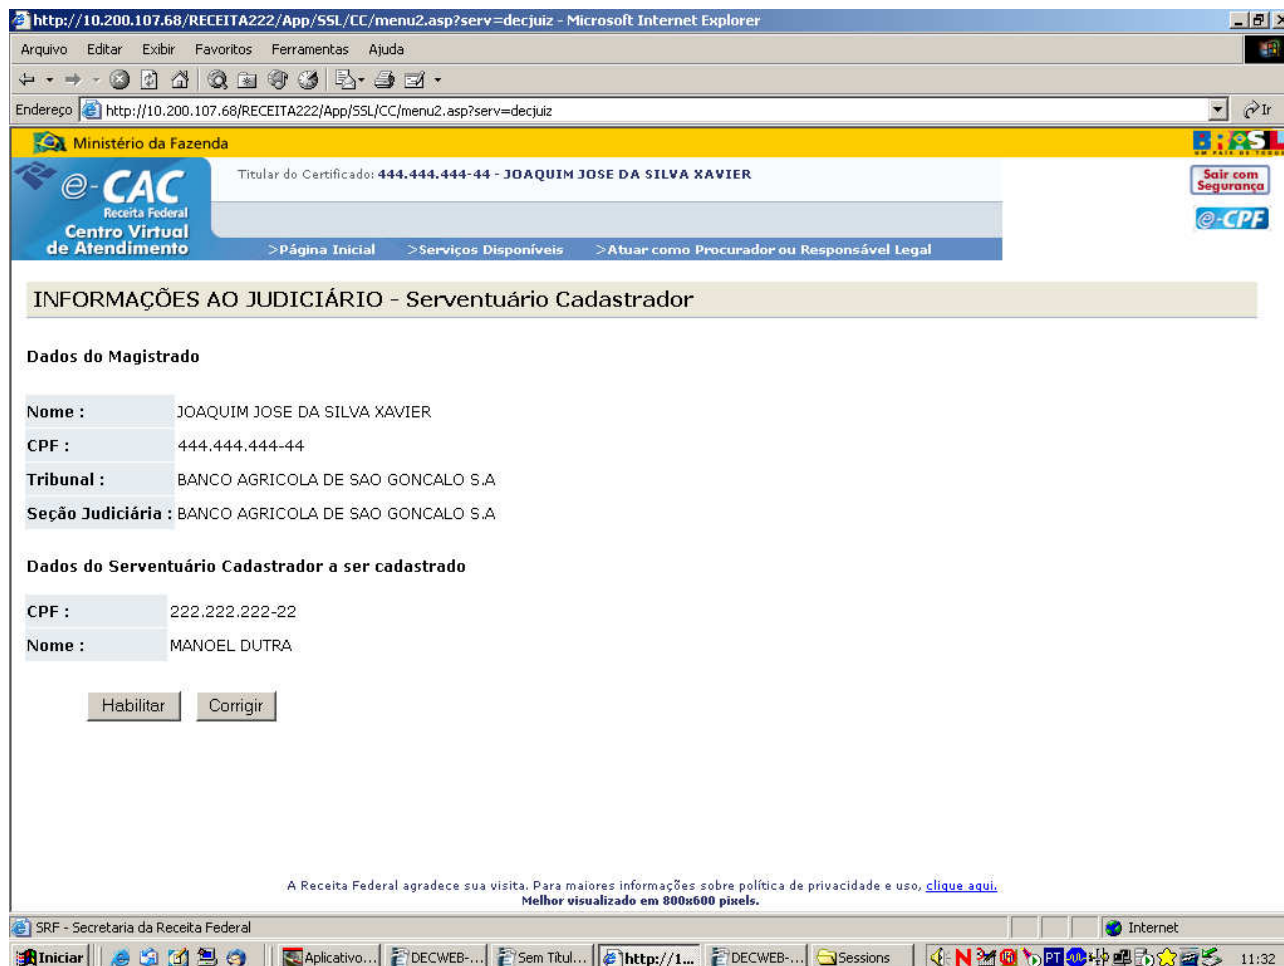 http://10.200.107.68/RECEITA222/App/SSL/CC/menu2.asp?serv=decjuiz - Microsoft Internet Explorer
Arquivo Editar Exibir Favoritos Ferramentas Ajuda
Endereço http://10.200.107.68/RECEITA222/App/SSL/CC/menu2.asp?serv=decjuiz Ir
Ministério da Fazenda
BRASIL
UM PAÍS DE TODOS
e-CAC
Receita Federal
Centro Virtual
de Atendimento
Titular do Certificado: 444.444.444-44 - JOAQUIM JOSE DA SILVA XAVIER
Sair com
Segurança
e-CPF
>Página Inicial >Serviços Disponíveis >Atuar como Procurador ou Responsável Legal
INFORMAÇÕES AO JUDICIÁRIO - Serventuário Cadastrador
Dados do Magistrado
Nome : JOAQUIM JOSE DA SILVA XAVIER
CPF : 444.444.444-44
Tribunal : BANCO AGRICOLA DE SAO GONCALO S.A
Seção Judiciária : BANCO AGRICOLA DE SAO GONCALO S.A
Dados do Serventuário Cadastrador a ser cadastrado
CPF : 222.222.222-22
Nome : MANOEL DUTRA
Habilitar Corrigir
A Receita Federal agradece sua visita. Para maiores informações sobre política de privacidade e uso, clique aqui.
Melhor visualizado em 800x600 pixels.
SRF - Secretaria da Receita Federal Internet
Iniciar Aplicativo... DECWEB-... Sem Títul... http://1... DECWEB-... Sessions PT 11:32